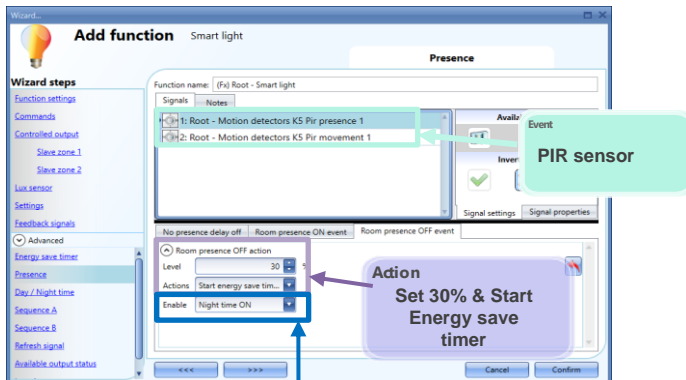 Wizard...
Add function Smart light
Presence
Wizard steps
Function settings
Commands
Controlled output
Slave zone 1
Slave zone 2
Lux sensor
Settings
Feedback signals
Advanced
Energy save timer
Presence
Day / Night time
Sequence A
Sequence B
Refresh signal
Available output status
Function name: (Fx) Root - Smart light
Signals Notes
1: Root - Motion detectors K5 Pir presence 1
2: Root - Motion detectors K5 Pir movement 1
Event
PIR sensor
Signal settings Signal properties
No presence delay off Room presence ON event Room presence OFF event
Room presence OFF action
Level 30
Actions Start energy save tim...
Enable Night time ON
Action
Set 30% & Start
Energy save
timer
<<< >>> Cancel Confirm